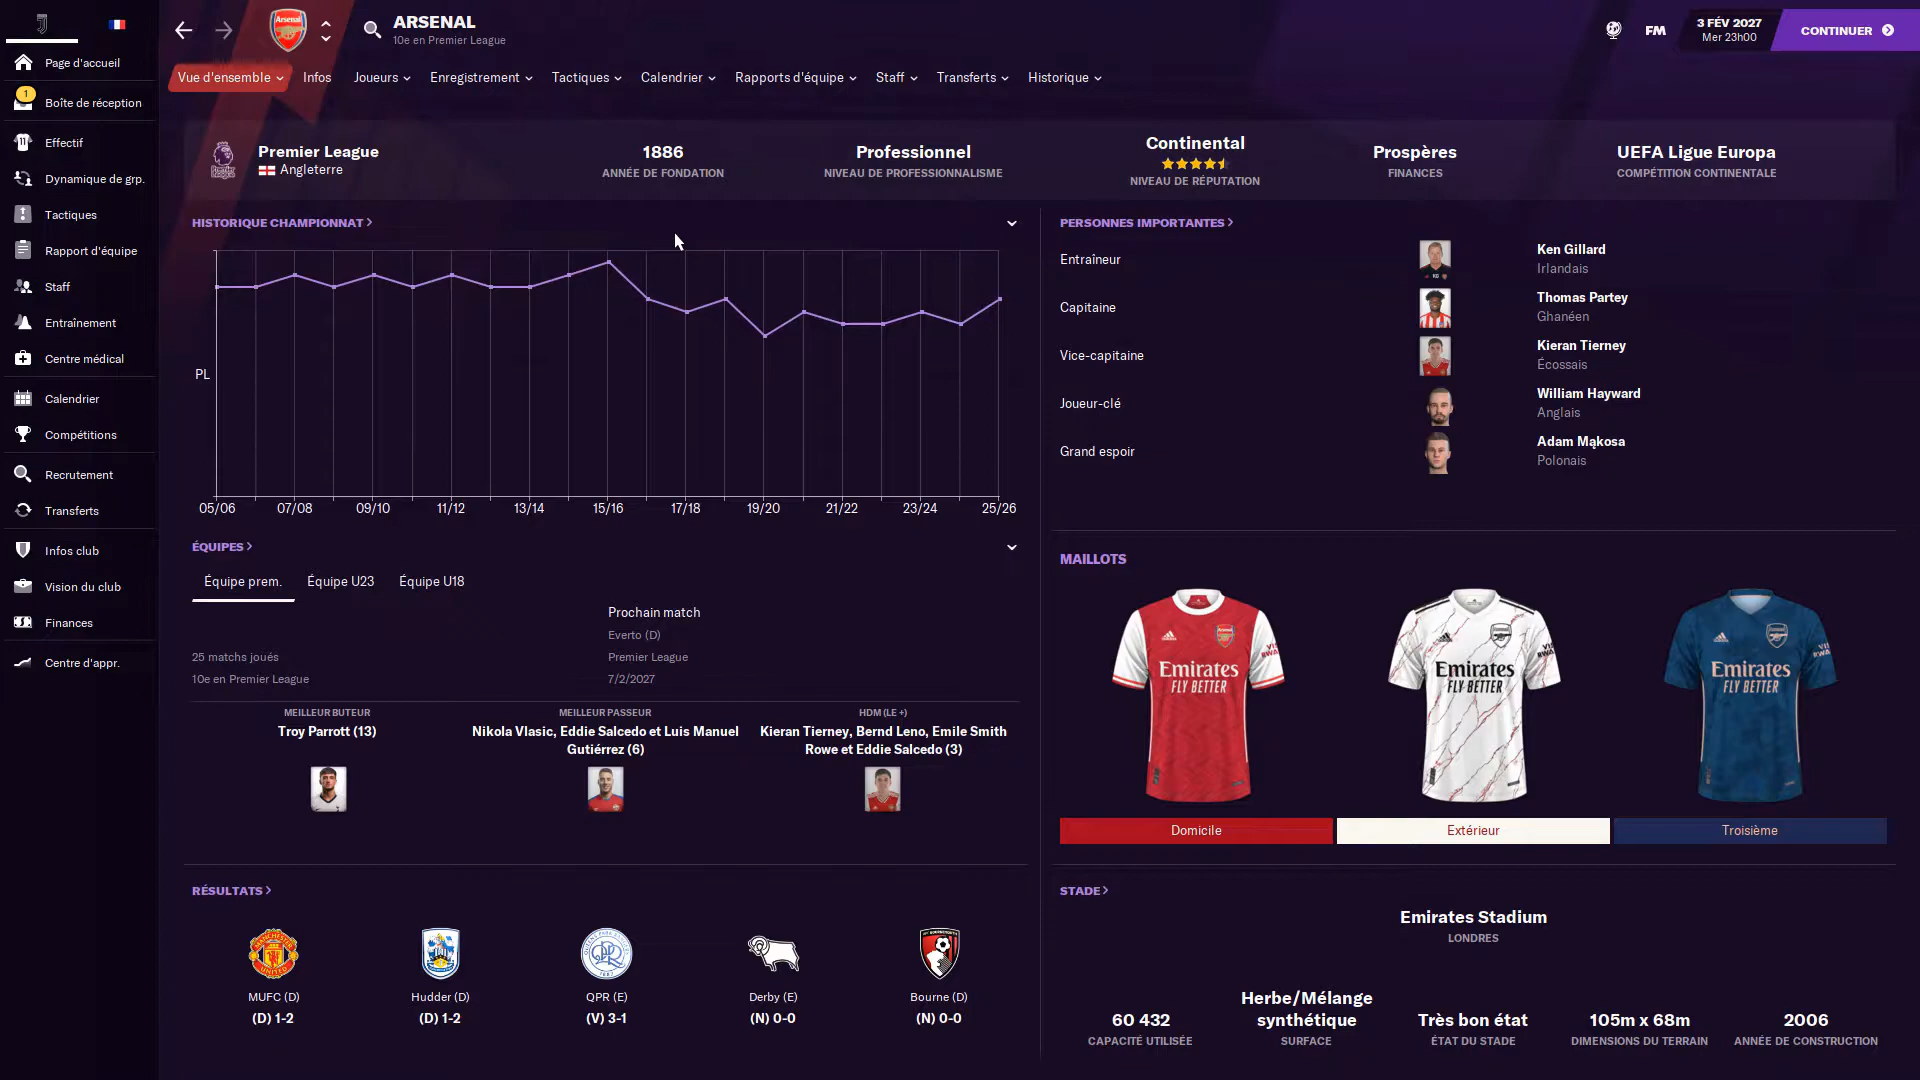 ARSENAL
10e en Premier League
FM
3 FÉV 2027
Mer 23h00
CONTINUER
Page d'accueil
1
Boîte de réception
Effectif
Dynamique de grp.
Tactiques
Rapport d'équipe
Staff
Entraînement
Centre médical
Calendrier
Compétitions
Recrutement
Transferts
Infos club
Vision du club
Finances
Centre d'appr.
Vue d'ensemble
Infos
Joueurs
Enregistrement
Tactiques
Calendrier
Rapports d'équipe
Staff
Transferts
Historique
Premier League
Angleterre
1886
ANNÉE DE FONDATION
Professionnel
NIVEAU DE PROFESSIONNALISME
Continental
NIVEAU DE RÉPUTATION
Prospères
FINANCES
UEFA Ligue Europa
COMPÉTITION CONTINENTALE
HISTORIQUE CHAMPIONNAT
PL
05/06 07/08 09/10 11/12 13/14 15/16 17/18 19/20 21/22 23/24 25/26
PERSONNES IMPORTANTES
Entraîneur
Ken Gillard
Irlandais
Capitaine
Thomas Partey
Ghanéen
Vice-capitaine
Kieran Tierney
Écossais
Joueur-clé
William Hayward
Anglais
Grand espoir
Adam Mąkosa
Polonais
ÉQUIPES
Équipe prem.
Équipe U23
Équipe U18
25 matchs joués
10e en Premier League
Prochain match
Everto (D)
Premier League
7/2/2027
MEILLEUR BUTEUR
Troy Parrott (13)
MEILLEUR PASSEUR
Nikola Vlasic, Eddie Salcedo et Luis Manuel
Gutiérrez (6)
HDM (LE +)
Kieran Tierney, Bernd Leno, Emile Smith
Rowe et Eddie Salcedo (3)
MAILLOTS
Arsenal
Emirates
FLY BETTER
Emirates
FLY BETTER
Emirates
FLY BETTER
Domicile
Extérieur
Troisième
RÉSULTATS
MUFC (D)
(D) 1-2
Hudder (D)
(D) 1-2
QPR (E)
(V) 3-1
Derby (E)
(N) 0-0
Bourne (D)
(N) 0-0
STADE
Emirates Stadium
LONDRES
60 432
CAPACITÉ UTILISÉE
Herbe/Mélange
synthétique
SURFACE
Très bon état
ÉTAT DU STADE
105m x 68m
DIMENSIONS DU TERRAIN
2006
ANNÉE DE CONSTRUCTION